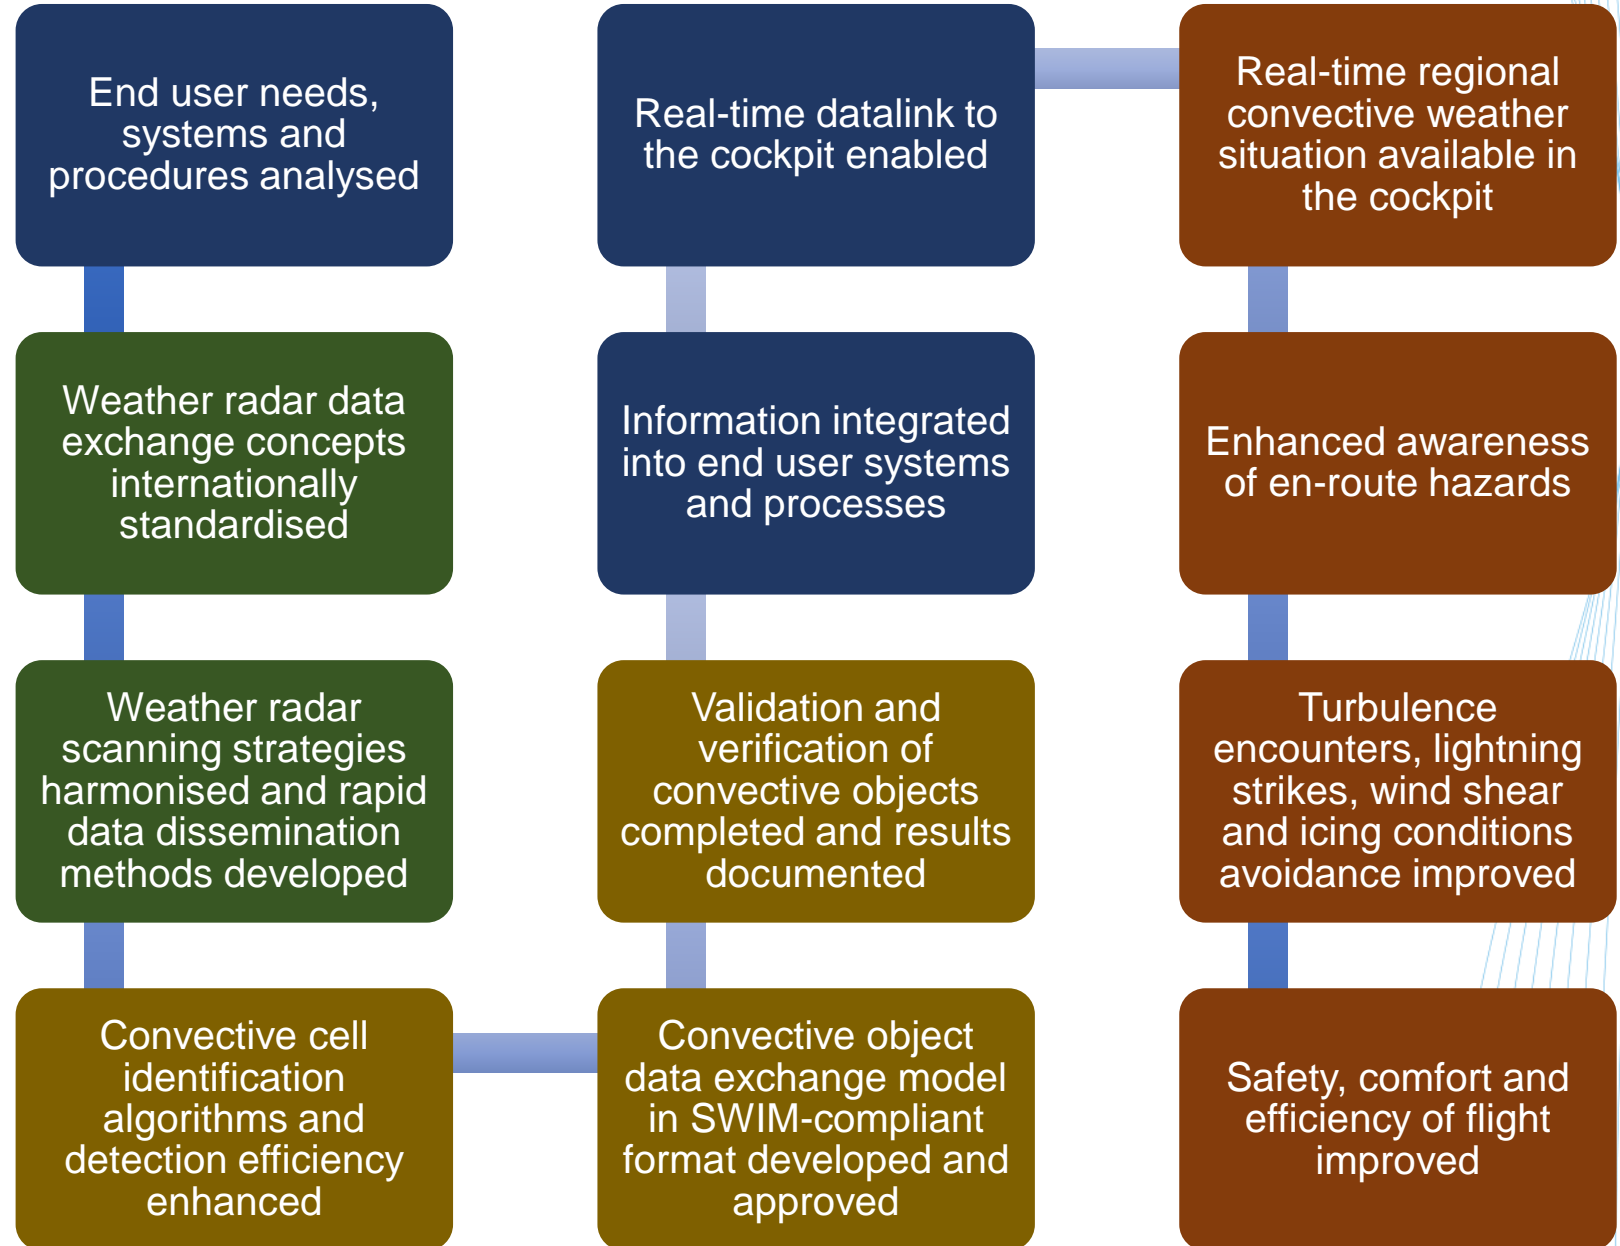 End user needs,
systems and
procedures analysed
Weather radar data
exchange concepts
internationally
standardised
Weather radar
scanning strategies
harmonised and rapid
data dissemination
methods developed
Convective cell
identification
algorithms and
detection efficiency
enhanced
Convective object
data exchange model
in SWIM-compliant
format developed and
approved
Validation and
verification of
convective objects
completed and results
documented
Information integrated
into end user systems
and processes
Real-time datalink to
the cockpit enabled
Real-time regional
convective weather
situation available in
the cockpit
Enhanced awareness
of en-route hazards
Turbulence
encounters, lightning
strikes, wind shear
and icing conditions
avoidance improved
Safety, comfort and
efficiency of flight
improved